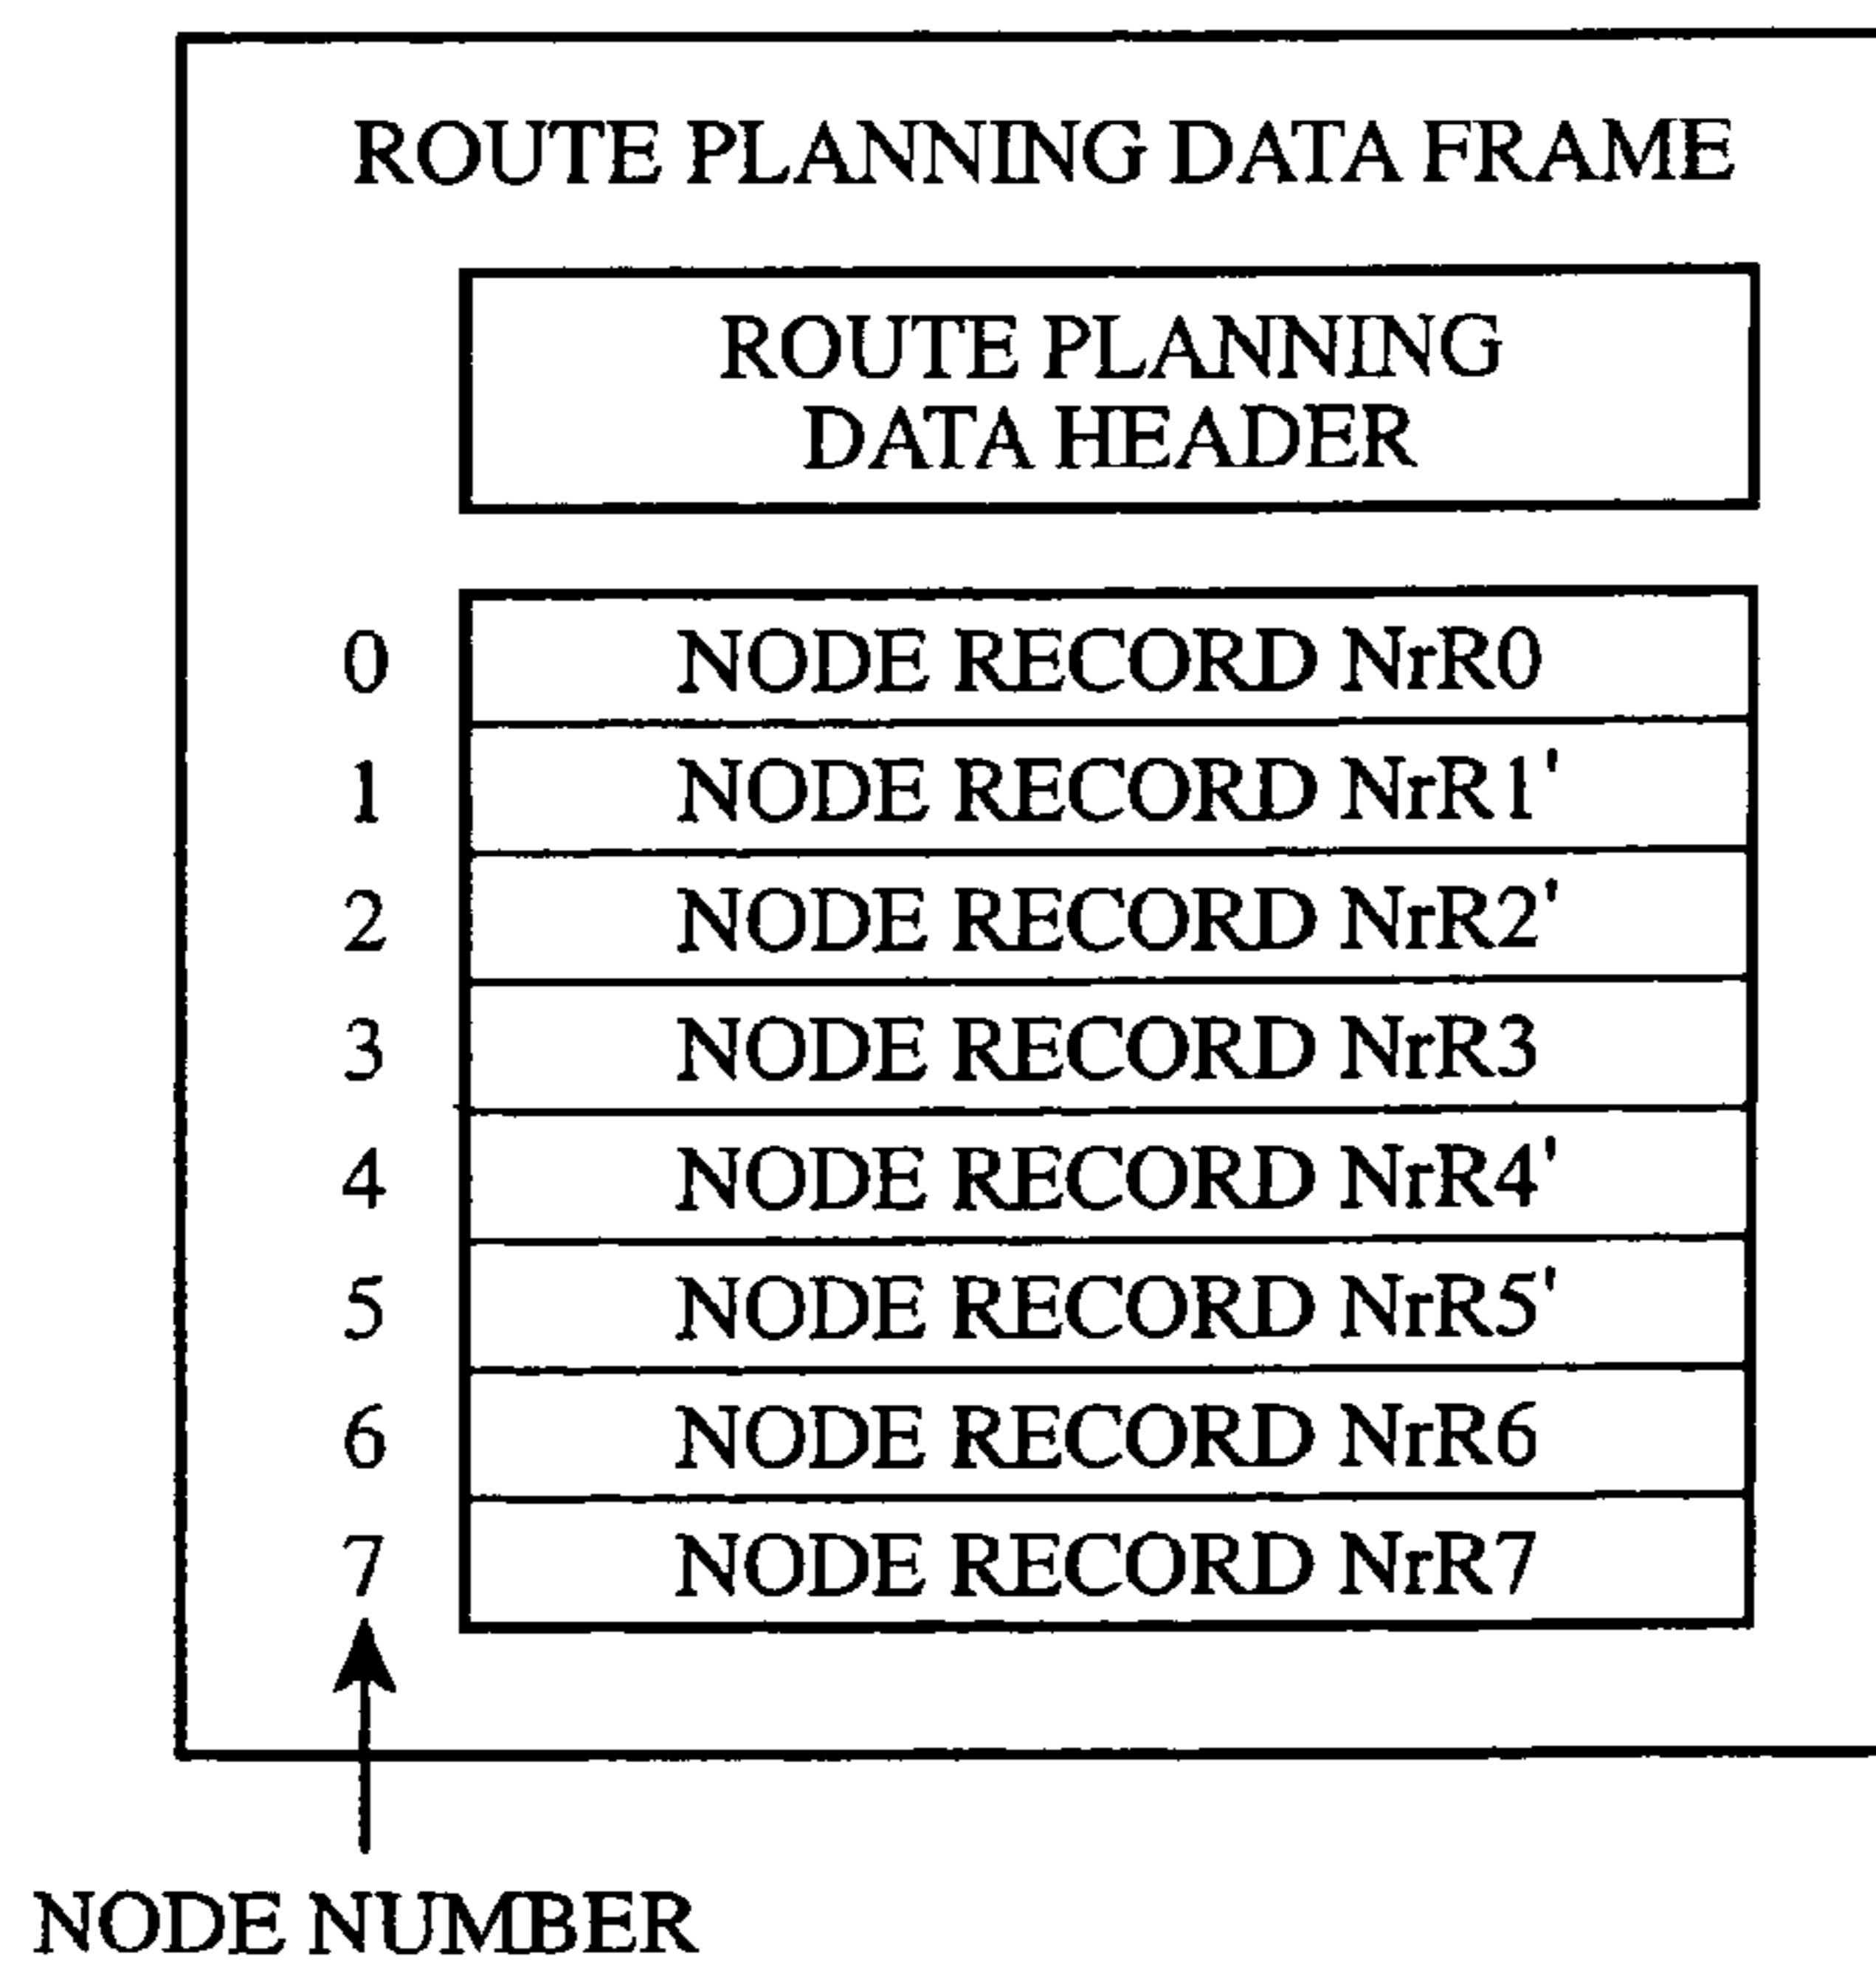 ROUTE PLANNING DATA FRAME
ROUTE PLANNING
DATA HEADER
0 NODE RECORD NrR0
1 NODE RECORD NrR1'
2 NODE RECORD NrR2'
3 NODE RECORD NrR3
4 NODE RECORD NrR4'
5 NODE RECORD NrR5'
6 NODE RECORD NrR6
7 NODE RECORD NrR7
NODE NUMBER